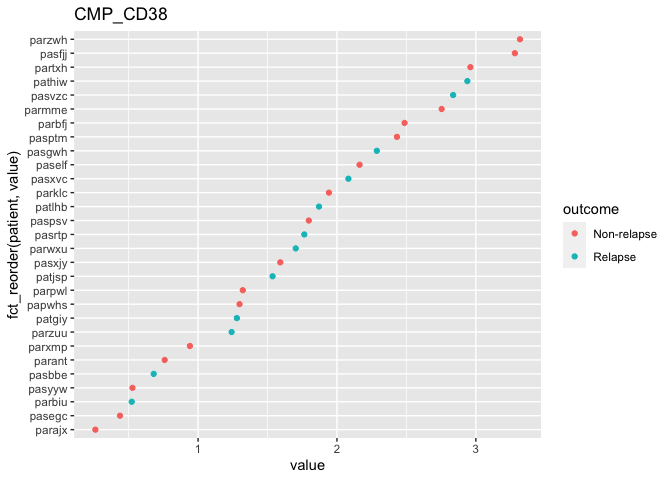 CMP_CD38
fct_reorder(patient, value)
parzwh
pasfjj
partxh
pathiw
pasvzc
parmme
parbfj
pasptm
pasgwh
paself
pasxvc
parklc
patlhb
paspsv
pasrtp
parwxu
pasxjy
patjsp
parpwl
papwhs
patgiy
parzuu
parxmp
parant
pasbbe
pasyyw
parbiu
pasegc
parajx
1 2 3
value
outcome
Non-relapse
Relapse